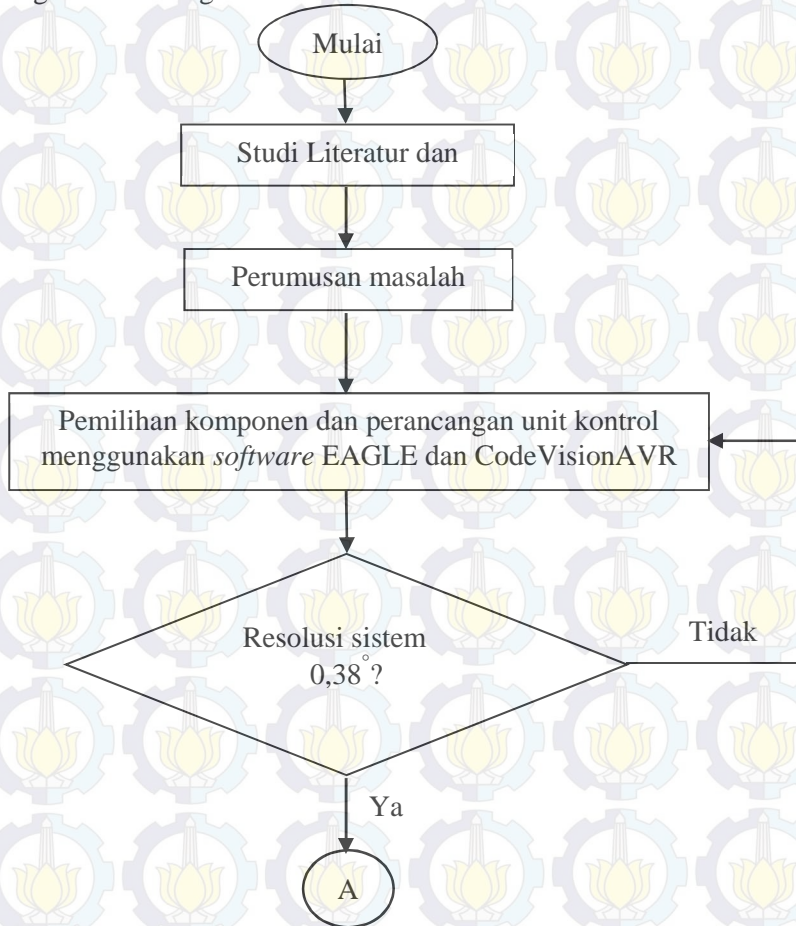 Mulai
Studi Literatur dan
Perumusan masalah
Pemilihan komponen dan perancangan unit kontrol
menggunakan software EAGLE dan CodeVisionAVR
Resolusi sistem
0,38°?
Tidak
Ya
A